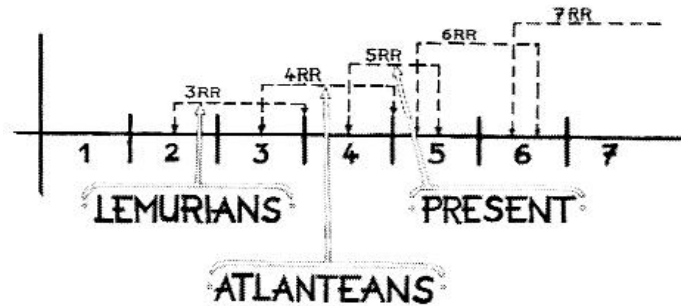 7RR
6RR
5RR
4RR
3RR
1 2 3 4 5 6 7
LEMURIANS PRESENT
ATLANTEANS